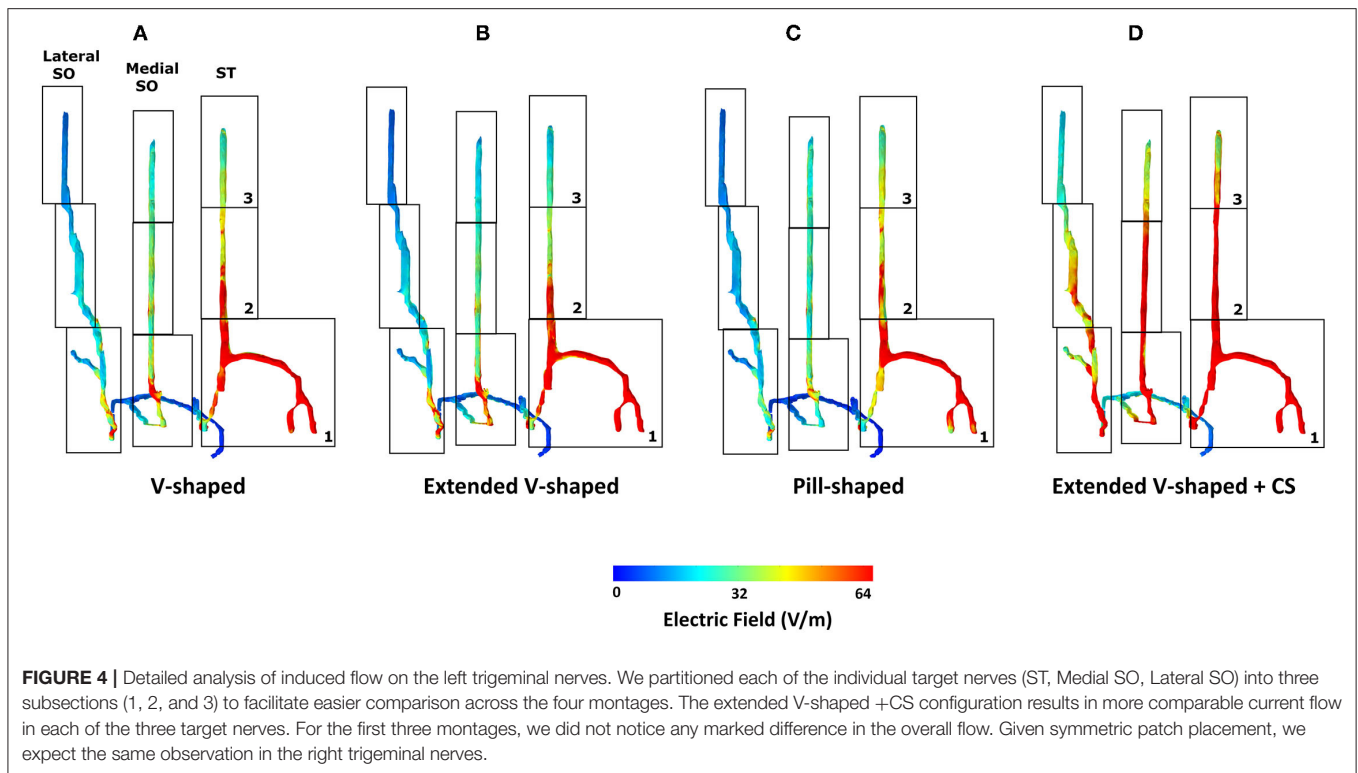 A
B
C
D
Lateral
SO
Medial
SO
ST
3
2
1
3
2
1
3
2
1
3
2
1
V-shaped
Extended V-shaped
Pill-shaped
Extended V-shaped + CS
0
32
64
Electric Field (V/m)
FIGURE 4 | Detailed analysis of induced flow on the left trigeminal nerves. We partitioned each of the individual target nerves (ST, Medial SO, Lateral SO) into three
subsections (1, 2, and 3) to facilitate easier comparison across the four montages. The extended V-shaped +CS configuration results in more comparable current flow
in each of the three target nerves. For the first three montages, we did not notice any marked difference in the overall flow. Given symmetric patch placement, we
expect the same observation in the right trigeminal nerves.